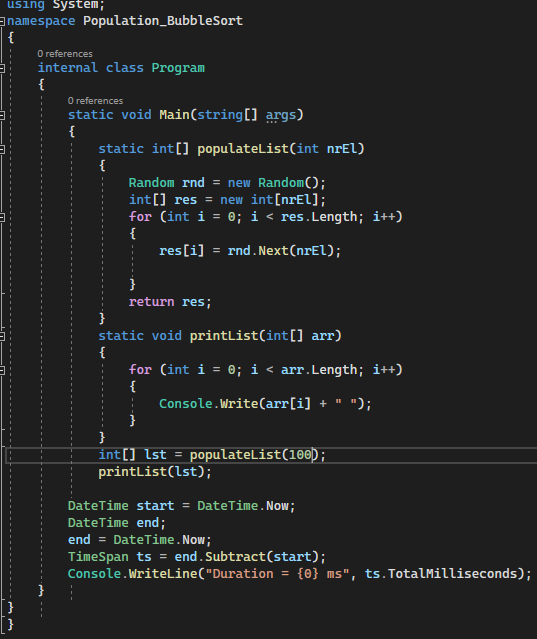 using System;
namespace Population_BubbleSort
{
0 references
internal class Program
{
0 references
static void Main(string[] args)
{
static int[] populateList(int nrEl)
{
Random rnd = new Random();
int[] res = new int[nrEl];
for (int i = 0; i < res.Length; i++)
{
res[i] = rnd.Next(nrEl);
}
return res;
}
static void printList(int[] arr)
{
for (int i = 0; i < arr.Length; i++)
{
Console.Write(arr[i] + " ");
}
}
int[] lst = populateList(100);
printList(lst);
DateTime start = DateTime.Now;
DateTime end;
end = DateTime.Now;
TimeSpan ts = end.Subtract(start);
Console.WriteLine("Duration = {0} ms", ts.TotalMilliseconds);
}
}
}